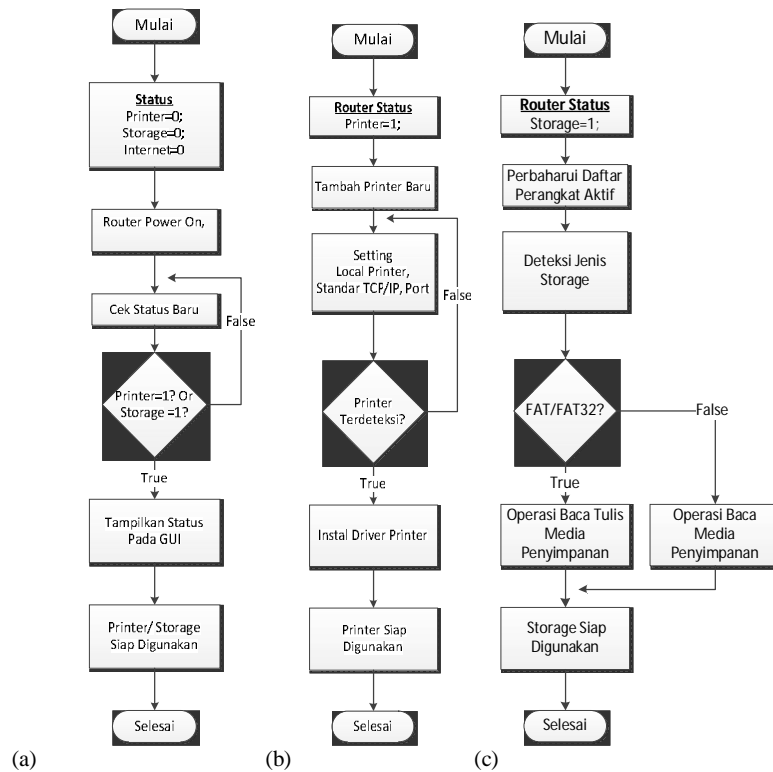 Mulai
Status
Printer=0;
Storage=0;
Internet=0
Router Power On,
Cek Status Baru
False
Printer=1? Or
Storage =1?
True
Tampilkan Status
Pada GUI
Printer/ Storage
Siap Digunakan
Selesai
(a)
Mulai
Router Status
Printer=1;
Tambah Printer Baru
Setting
Local Printer,
Standar TCP/IP, Port
False
Printer
Terdeteksi?
True
Instal Driver Printer
Printer Siap
Digunakan
Selesai
(b)
Mulai
Router Status
Storage=1;
Perbaharui Daftar
Perangkat Aktif
Deteksi Jenis
Storage
FAT/FAT32?
False
True
Operasi Baca Tulis
Media
Penyimpanan
Operasi Baca
Media
Penyimpanan
Storage Siap
Digunakan
Selesai
(c)